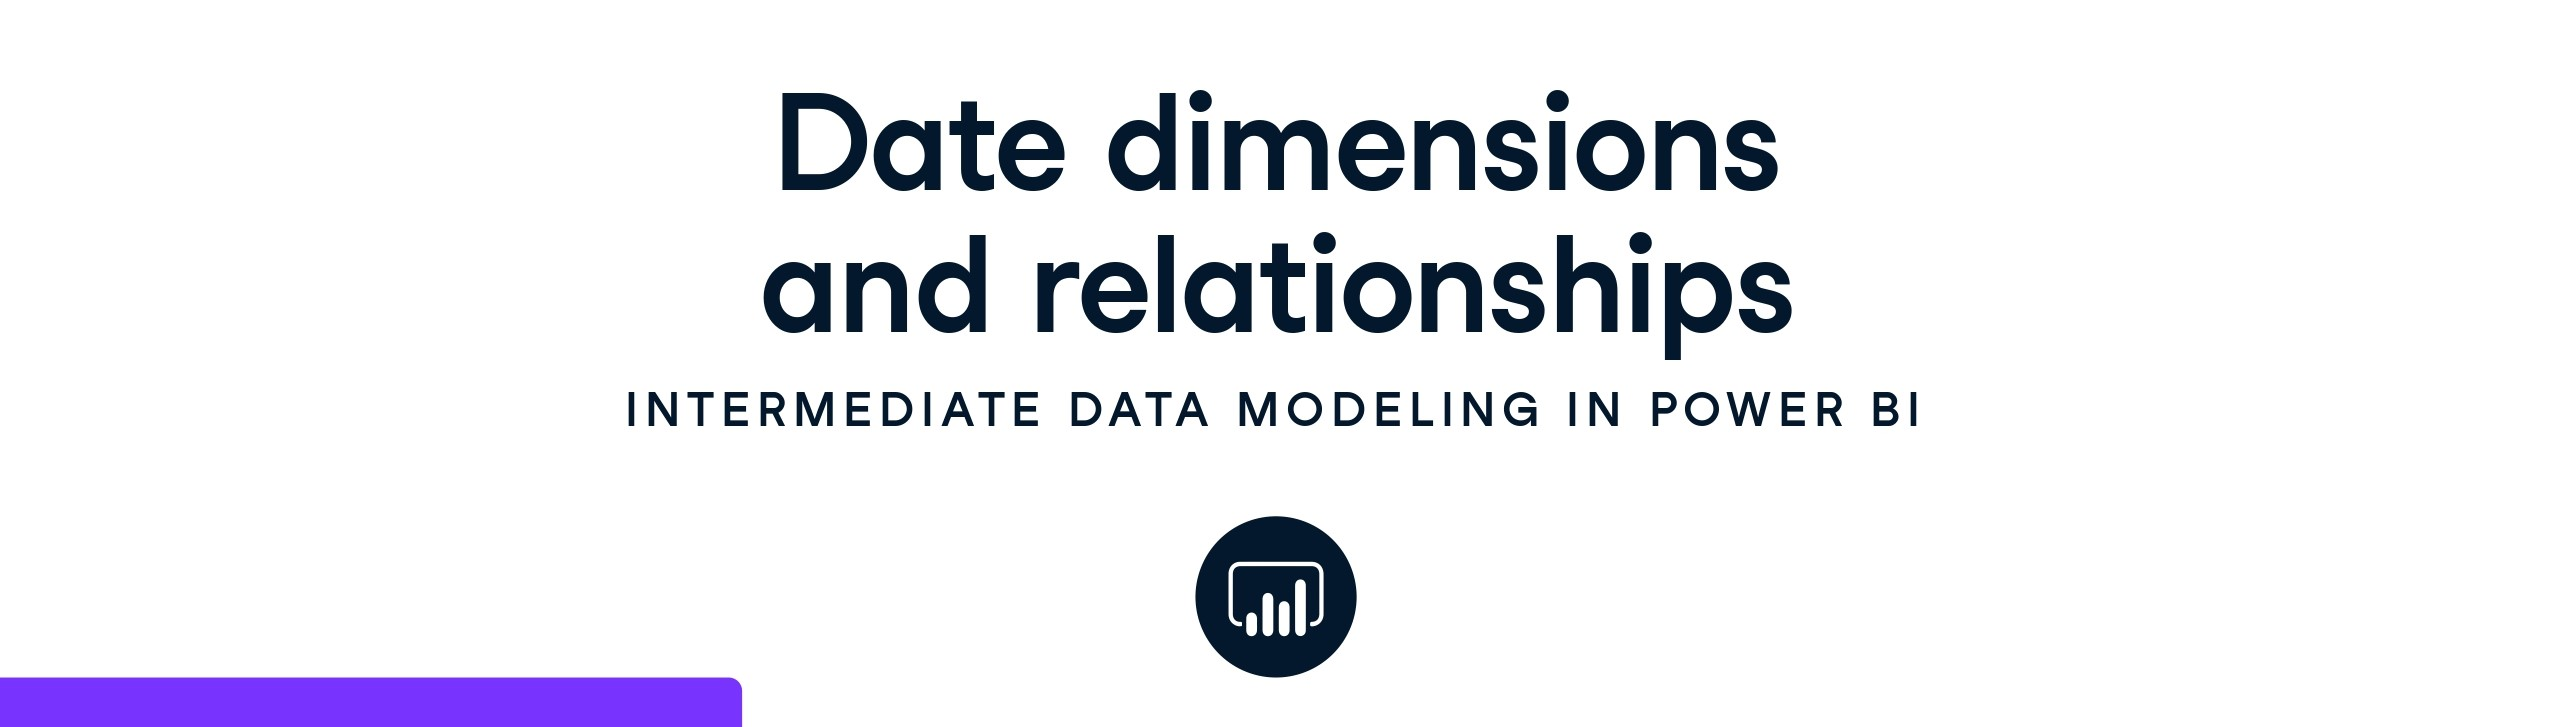 Date dimensions
and relationships
INTERMEDIATE DATA MODELING IN POWER BI